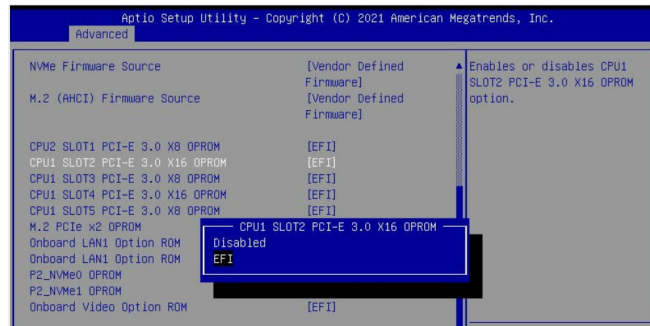 Aptio Setup Utility – Copyright (C) 2021 American Megatrends, Inc.
Advanced
NVMe Firmware Source [Vendor Defined Firmware]
M.2 (AHCI) Firmware Source [Vendor Defined Firmware]
CPU2 SLOT1 PCI-E 3.0 X8 OPROM [EFI]
CPU1 SLOT2 PCI-E 3.0 X16 OPROM [EFI]
CPU1 SLOT3 PCI-E 3.0 X8 OPROM [EFI]
CPU1 SLOT4 PCI-E 3.0 X16 OPROM [EFI]
CPU1 SLOT5 PCI-E 3.0 X8 OPROM [EFI]
M.2 PCIe x2 OPROM
Onboard LAN1 Option ROM
Onboard LAN1 Option ROM
P2_NVMe0 OPROM
P2_NVMe1 OPROM
Onboard Video Option ROM [EFI]
CPU1 SLOT2 PCI-E 3.0 X16 OPROM
Disabled
EFI
Enables or disables CPU1
SLOT2 PCI-E 3.0 X16 OPROM
option.